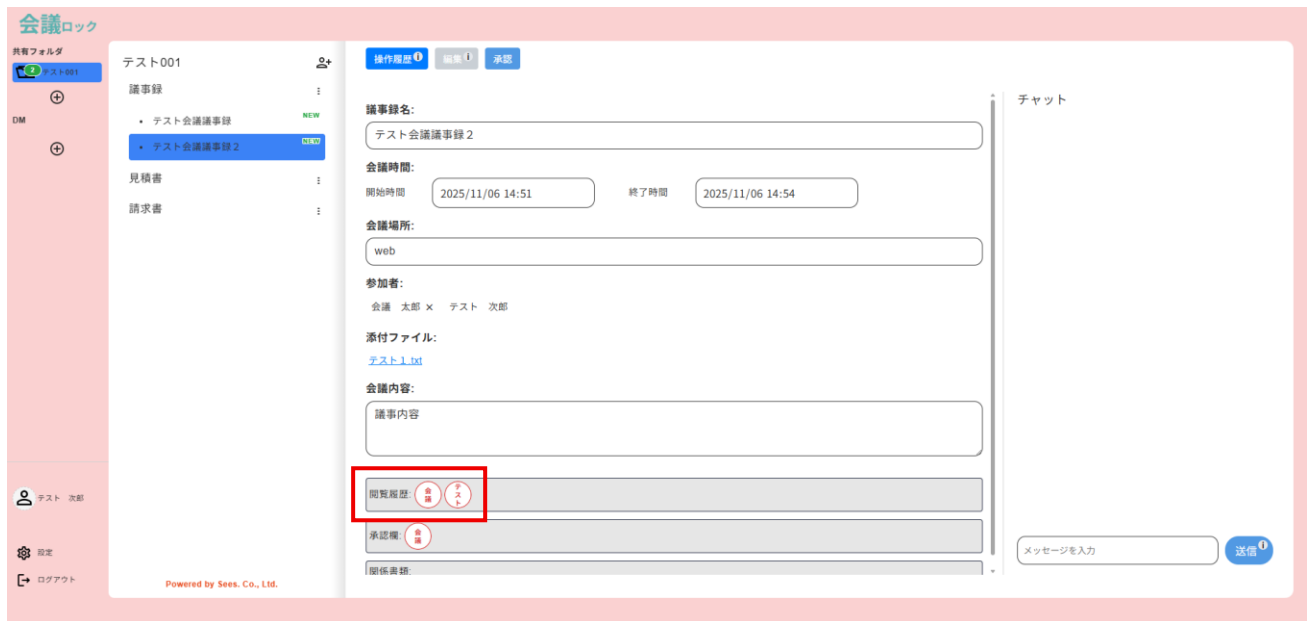 会議ロック
共有フォルダ
2 テスト001
DM
テスト 次郎
設定
ログアウト
テスト001
議事録
・ テスト会議議事録 NEW
・ テスト会議議事録2 NEW
見積書
請求書
Powered by Sees. Co., Ltd.
操作履歴 編集 承認
議事録名:
テスト会議議事録2
会議時間:
開始時間 2025/11/06 14:51 終了時間 2025/11/06 14:54
会議場所:
web
参加者:
会議 太郎 × テスト 次郎
添付ファイル:
テスト1.txt
会議内容:
議事内容
閲覧履歴: 会議 テスト
承認欄: 会議
関係書類:
チャット
メッセージを入力 送信